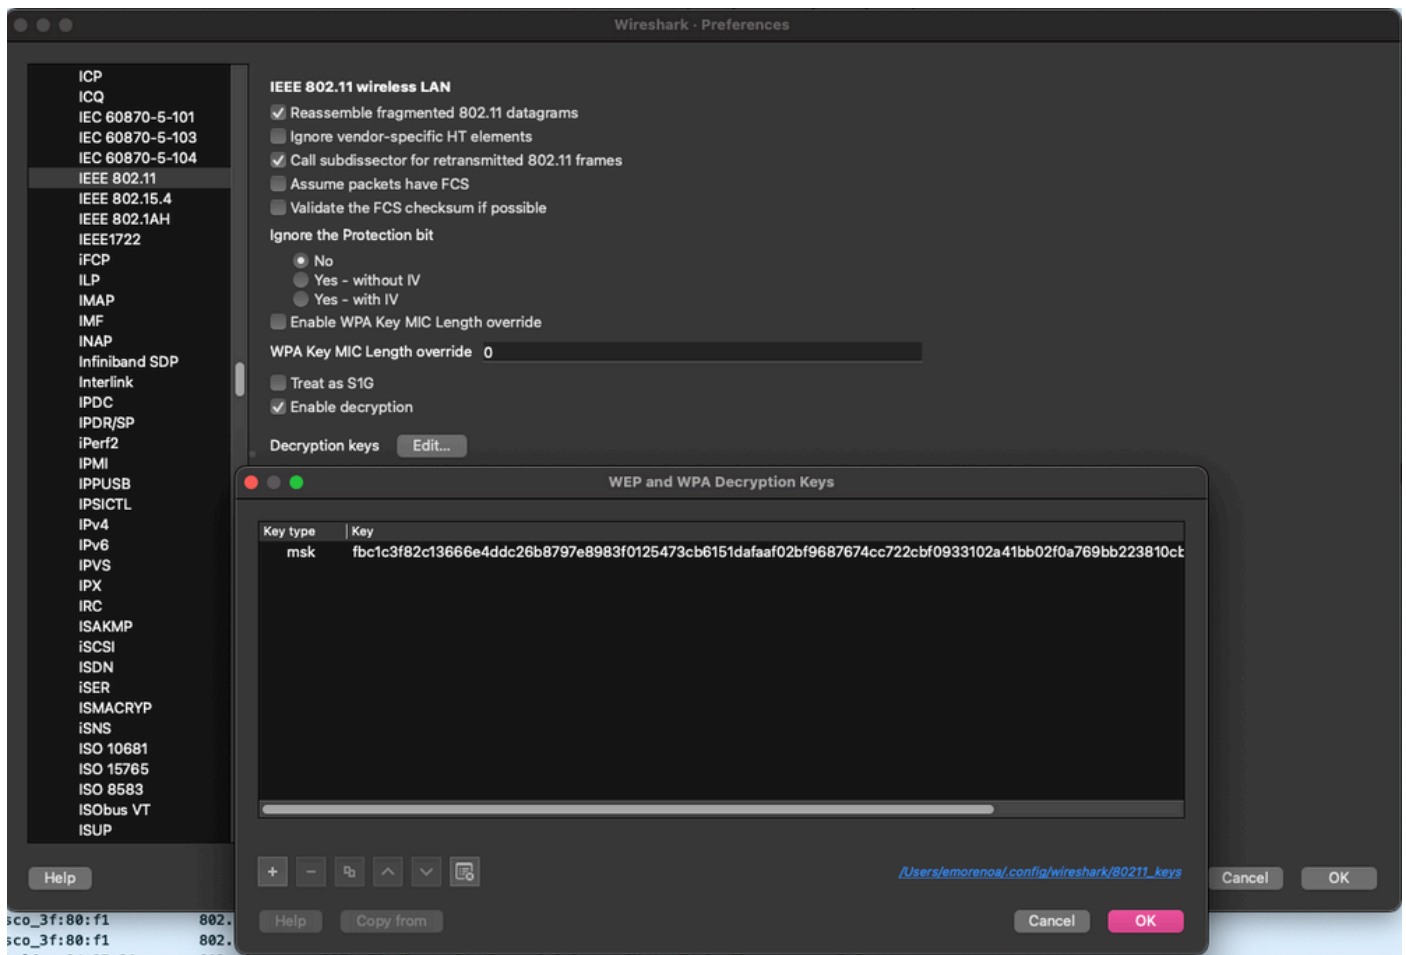 Wireshark · Preferences
ICP
ICQ
IEC 60870-5-101
IEC 60870-5-103
IEC 60870-5-104
IEEE 802.11
IEEE 802.15.4
IEEE 802.1AH
IEEE1722
iFCP
ILP
IMAP
IMF
INAP
Infiniband SDP
Interlink
IPDC
IPDR/SP
iPerf2
IPMI
IPPUSB
IPSICTL
IPv4
IPv6
IPVS
IPX
IRC
ISAKMP
iSCSI
ISDN
iSER
ISMACRYP
iSNS
ISO 10681
ISO 15765
ISO 8583
ISObus VT
ISUP
IEEE 802.11 wireless LAN
Reassemble fragmented 802.11 datagrams
Ignore vendor-specific HT elements
Call subdissector for retransmitted 802.11 frames
Assume packets have FCS
Validate the FCS checksum if possible
Ignore the Protection bit
No
Yes - without IV
Yes - with IV
Enable WPA Key MIC Length override
WPA Key MIC Length override 0
Treat as S1G
Enable decryption
Decryption keys Edit...
WEP and WPA Decryption Keys
Key type Key
msk fbc1c3f82c13666e4ddc26b8797e8983f0125473cb6151dafaaf02bf9687674cc722cbf0933102a41bb02f0a769bb223810cb
/Users/emorenoa/.config/wireshark/80211_keys
Help Copy from Cancel OK
Help Cancel OK
sco_3f:80:f1 802.
sco_3f:80:f1 802.